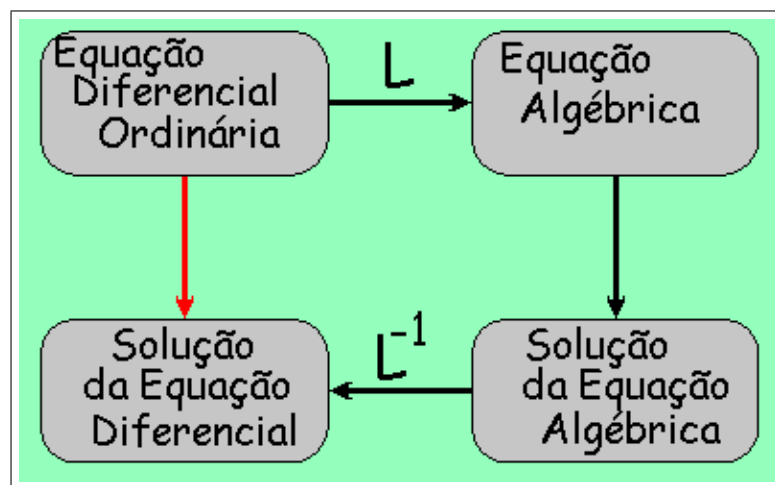 Equação
Diferencial
Ordinária
L
Equação
Algébrica
Solução
da Equação
Diferencial
L⁻¹
Solução
da Equação
Algébrica